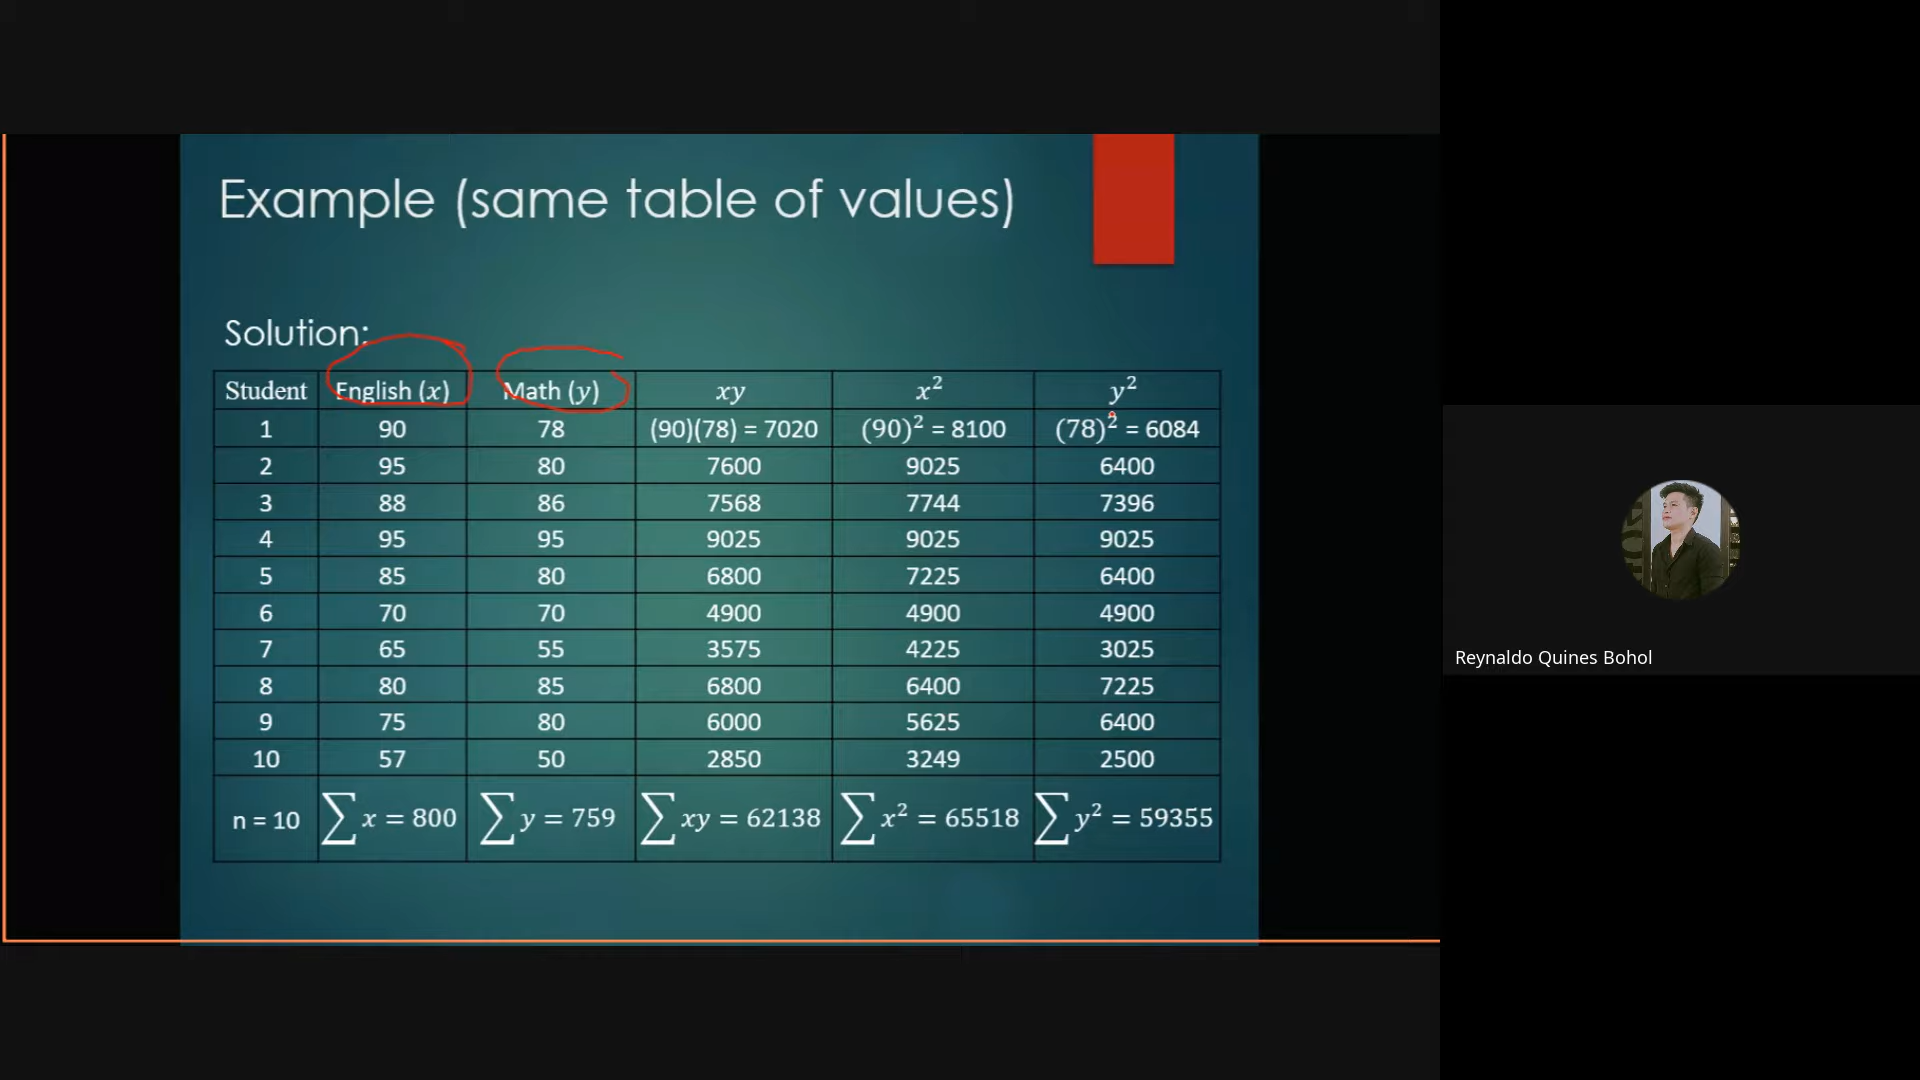 Example (same table of values)
Solution:
Student English (x) Math (y) xy x² y²
1 90 78 (90)(78) = 7020 (90)² = 8100 (78)² = 6084
2 95 80 7600 9025 6400
3 88 86 7568 7744 7396
4 95 95 9025 9025 9025
5 85 80 6800 7225 6400
6 70 70 4900 4900 4900
7 65 55 3575 4225 3025
8 80 85 6800 6400 7225
9 75 80 6000 5625 6400
10 57 50 2850 3249 2500
n = 10 ∑x = 800 ∑y = 759 ∑xy = 62138 ∑x² = 65518 ∑y² = 59355
Reynaldo Quines Bohol